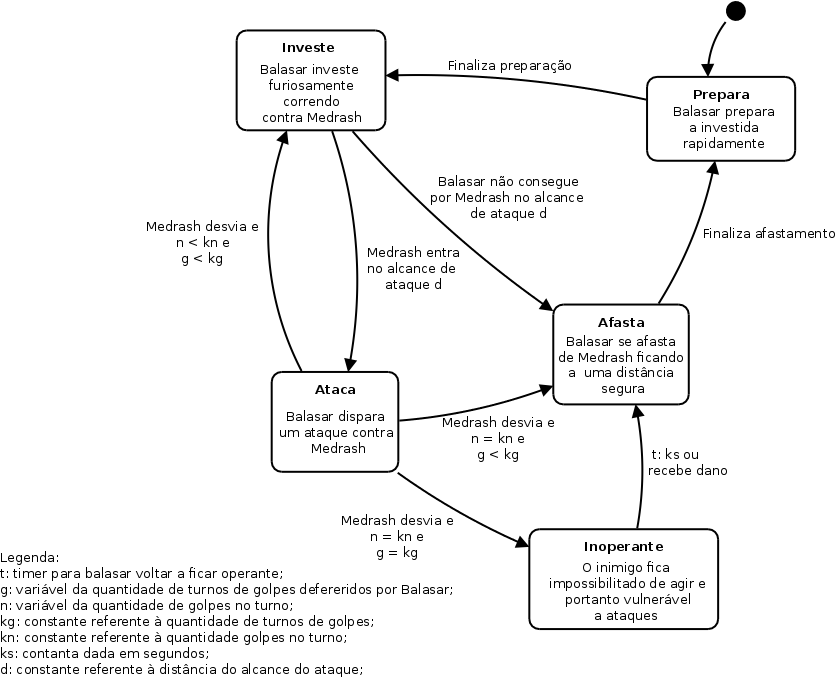 Investe
Balasar investe
furiosamente
correndo
contra Medrash
Finaliza preparação
Prepara
Balasar prepara
a investida
rapidamente
Balasar não consegue
por Medrash no alcance
de ataque d
Medrash desvia e
n < kn e
g < kg
Medrash entra
no alcance de
ataque d
Finaliza afastamento
Afasta
Balasar se afasta
de Medrash ficando
a uma distância
segura
Ataca
Balasar dispara
um ataque contra
Medrash
Medrash desvia e
n = kn e
g < kg
t: ks ou
recebe dano
Medrash desvia e
n = kn e
g = kg
Inoperante
O inimigo fica
impossibilitado de agir e
portanto vulnerável
a ataques
Legenda:
t: timer para balasar voltar a ficar operante;
g: variável da quantidade de turnos de golpes defereridos por Balasar;
n: variável da quantidade de golpes no turno;
kg: constante referente à quantidade de turnos de golpes;
kn: constante referente à quantidade golpes no turno;
ks: contanta dada em segundos;
d: constante referente à distância do alcance do ataque;